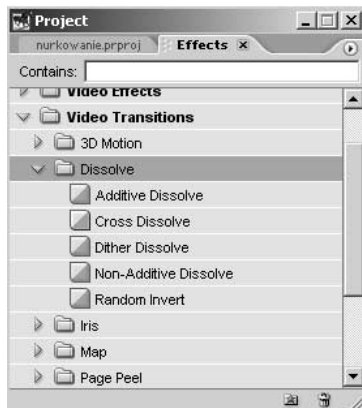 Project
nurkowanie.prproj Effects x
Contains:
Video Effects
Video Transitions
3D Motion
Dissolve
Additive Dissolve
Cross Dissolve
Dither Dissolve
Non-Additive Dissolve
Random Invert
Iris
Map
Page Peel